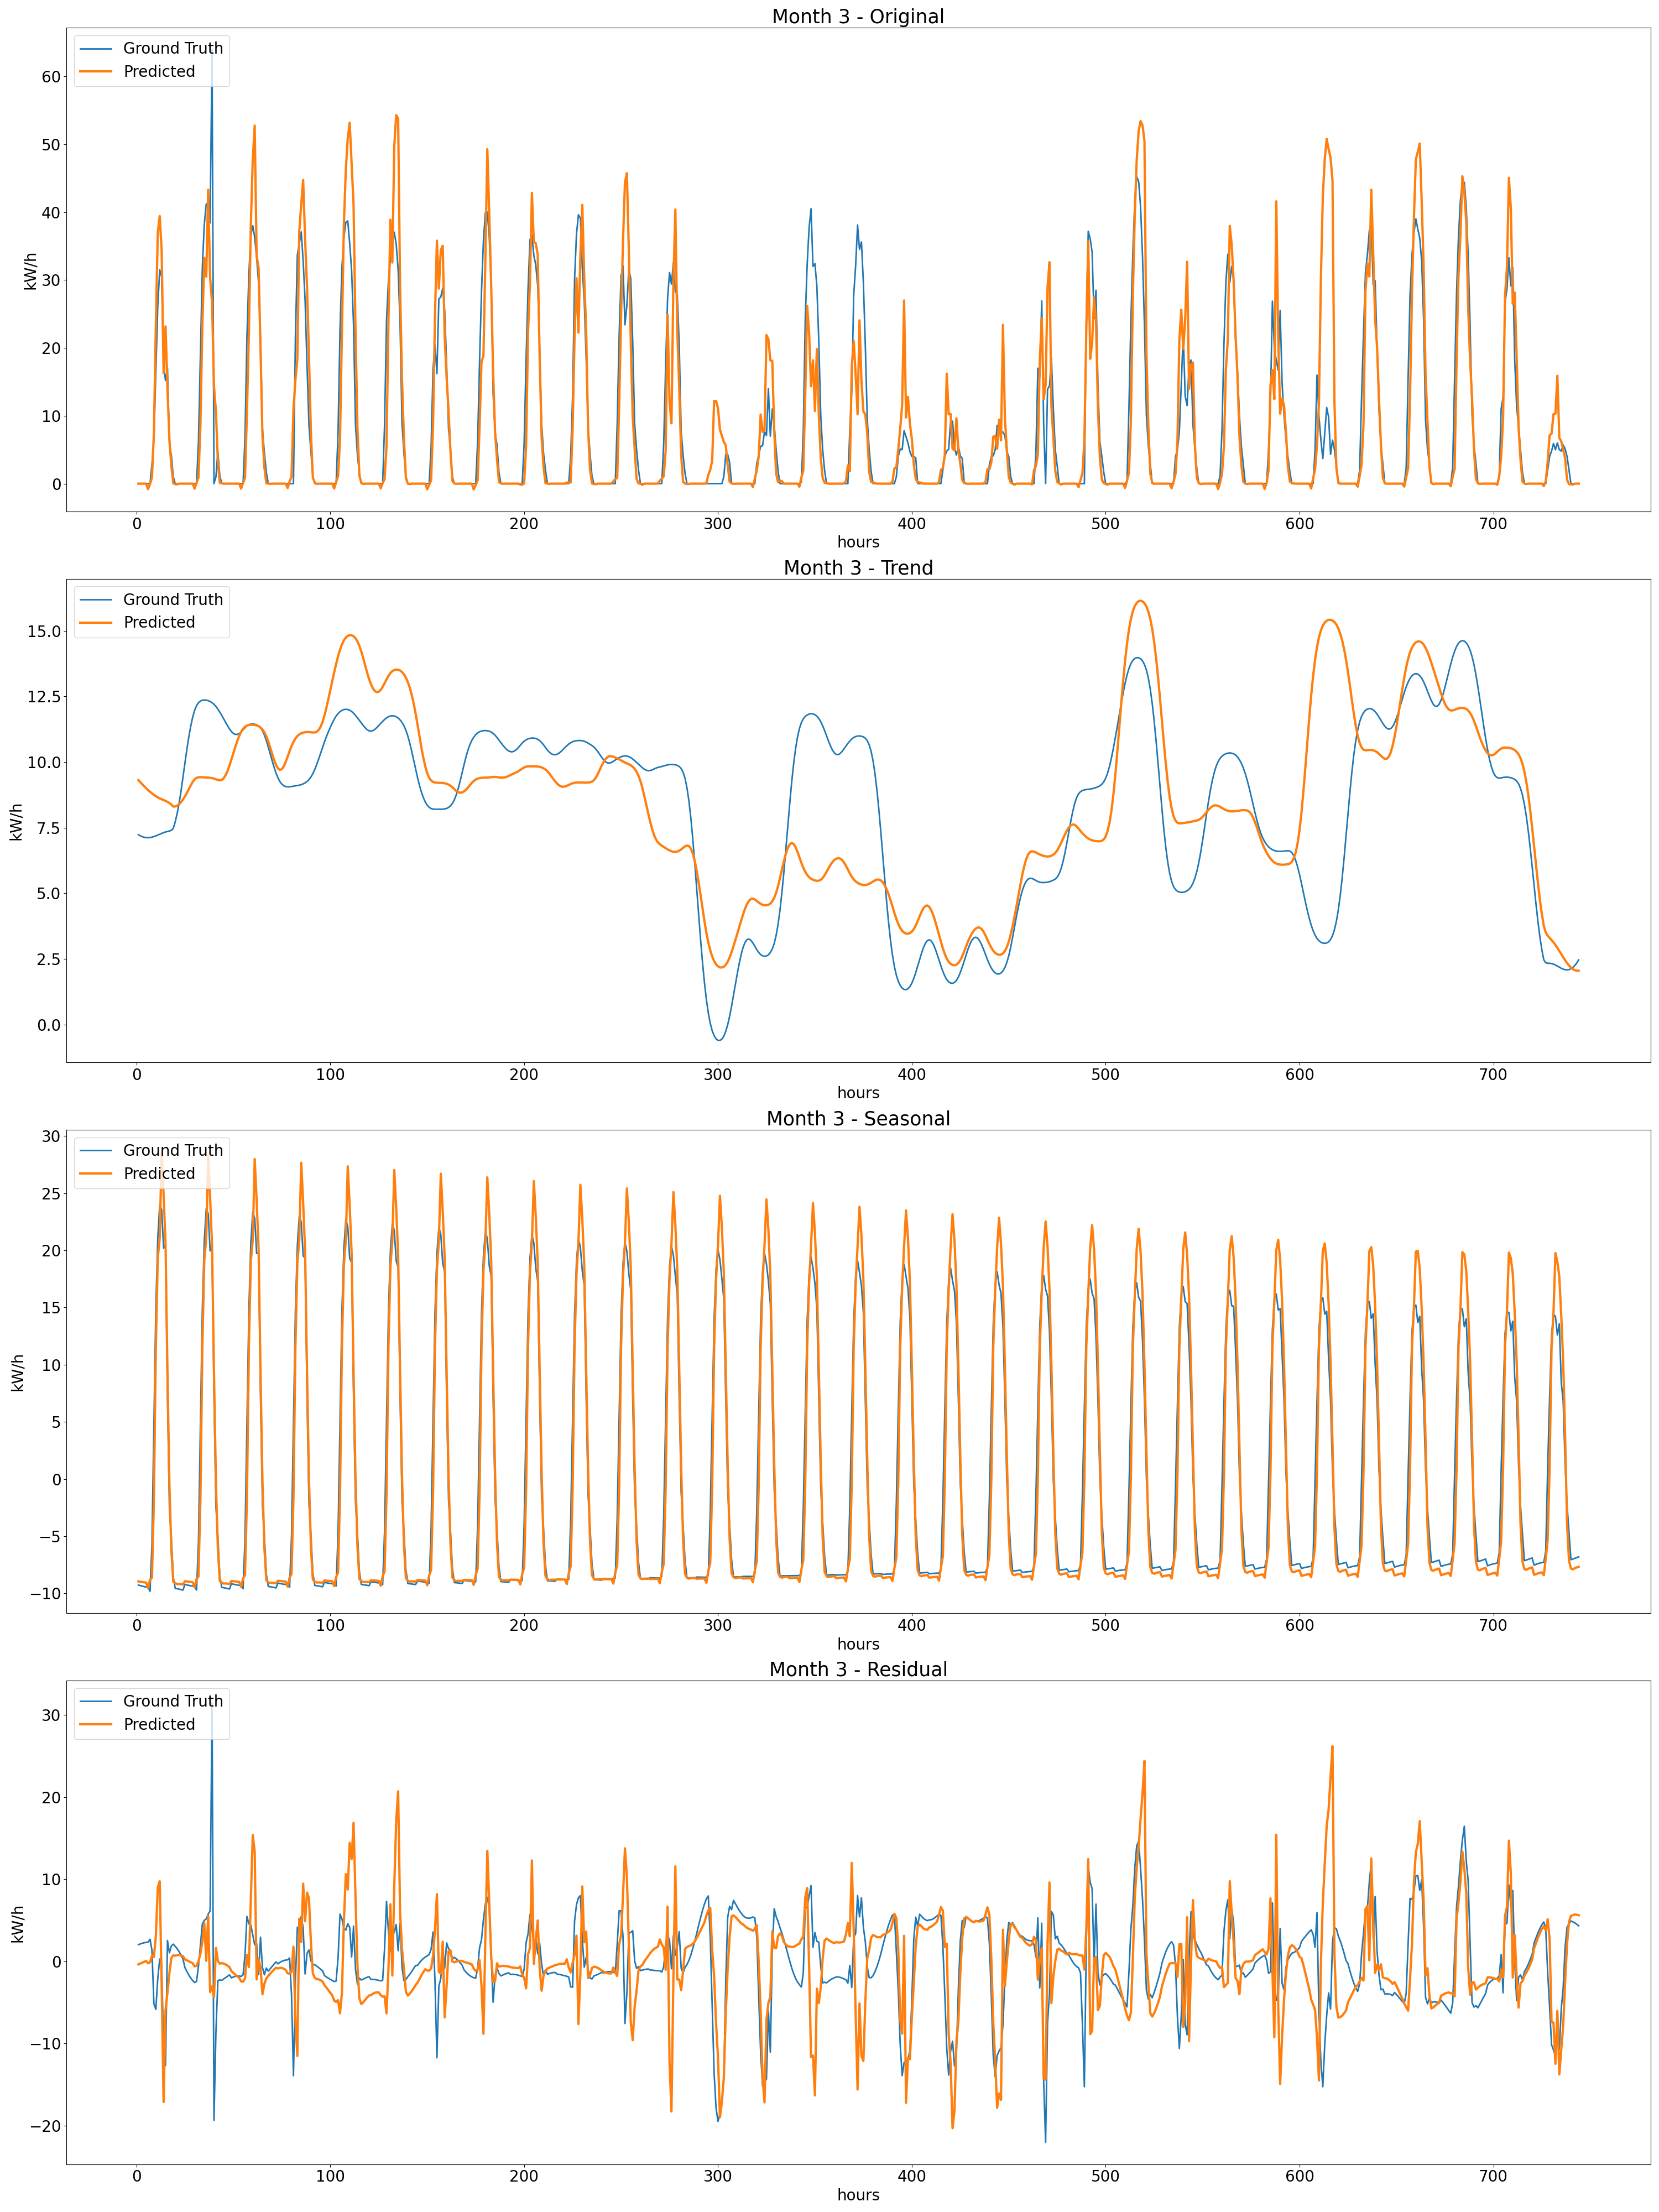 Month 3 - Original
Ground Truth
Predicted
60
50
40
30
20
10
0
kW/h
0 100 200 300 400 500 600 700
hours
Month 3 - Trend
Ground Truth
Predicted
15.0
12.5
10.0
7.5
5.0
2.5
0.0
kW/h
0 100 200 300 400 500 600 700
hours
Month 3 - Seasonal
Ground Truth
Predicted
30
25
20
15
10
5
0
−5
−10
kW/h
0 100 200 300 400 500 600 700
hours
Month 3 - Residual
Ground Truth
Predicted
30
20
10
0
−10
−20
kW/h
0 100 200 300 400 500 600 700
hours